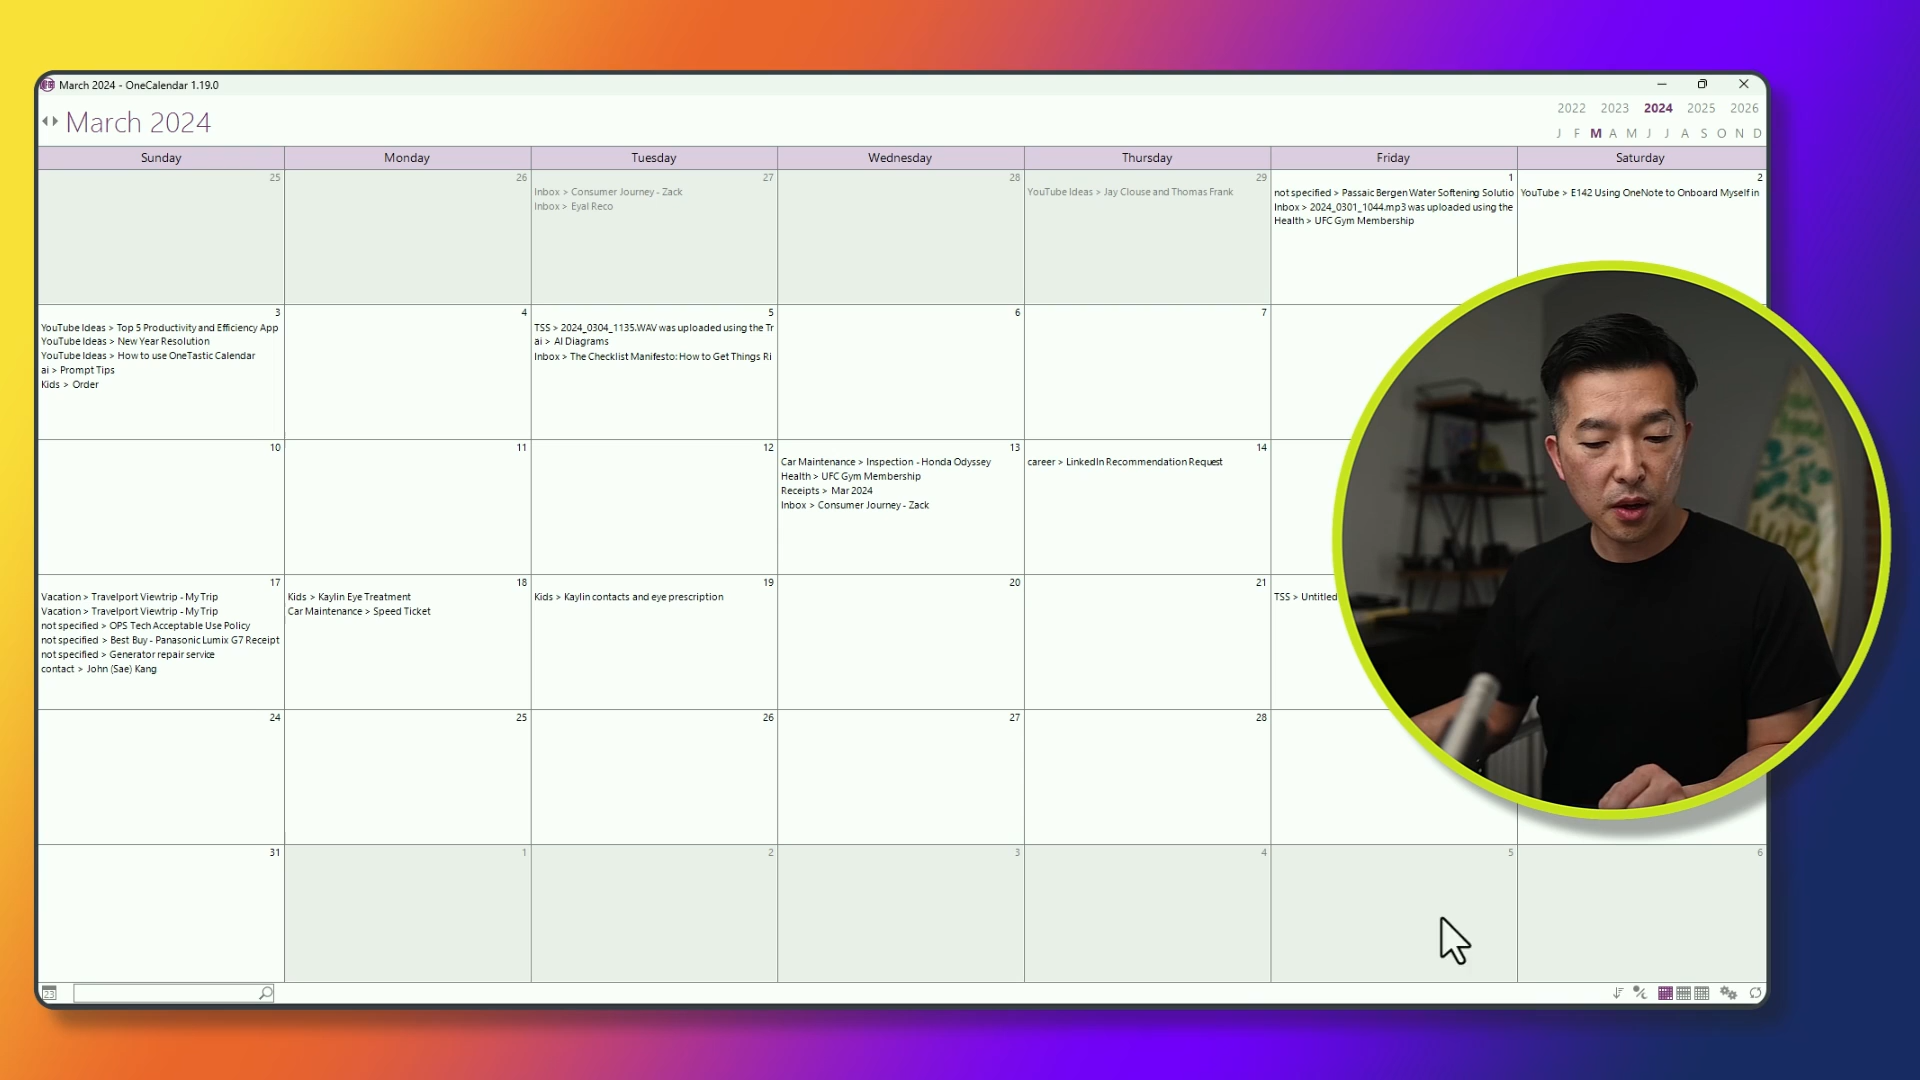 March 2024 - OneCalendar 1.19.0
March 2024
2022 2023 2024 2025 2026
J F M A M J J A S O N D
Sunday Monday Tuesday Wednesday Thursday Friday Saturday
25 26 27 28 29 1 2
Inbox > Consumer Journey - Zack
Inbox > Eyal Reco
YouTube Ideas > Jay Clouse and Thomas Frank
not specified > Passaic Bergen Water Softening Solutio
Inbox > 2024_0301_1044.mp3 was uploaded using the
Health > UFC Gym Membership
YouTube > E142 Using OneNote to Onboard Myself in
3 4 5 6 7
YouTube Ideas > Top 5 Productivity and Efficiency App
YouTube Ideas > New Year Resolution
YouTube Ideas > How to use OneTastic Calendar
ai > Prompt Tips
Kids > Order
TSS > 2024_0304_1135.WAV was uploaded using the Tr
ai > AI Diagrams
Inbox > The Checklist Manifesto: How to Get Things Ri
10 11 12 13 14
Car Maintenance > Inspection - Honda Odyssey
Health > UFC Gym Membership
Receipts > Mar 2024
Inbox > Consumer Journey - Zack
career > LinkedIn Recommendation Request
17 18 19 20 21
Vacation > Travelport Viewtrip - My Trip
Vacation > Travelport Viewtrip - My Trip
not specified > OPS Tech Acceptable Use Policy
not specified > Best Buy - Panasonic Lumix G7 Receipt
not specified > Generator repair service
contact > John (Sae) Kang
Kids > Kaylin Eye Treatment
Car Maintenance > Speed Ticket
Kids > Kaylin contacts and eye prescription
TSS > Untitled
24 25 26 27 28
31 1 2 3 4 5 6
23